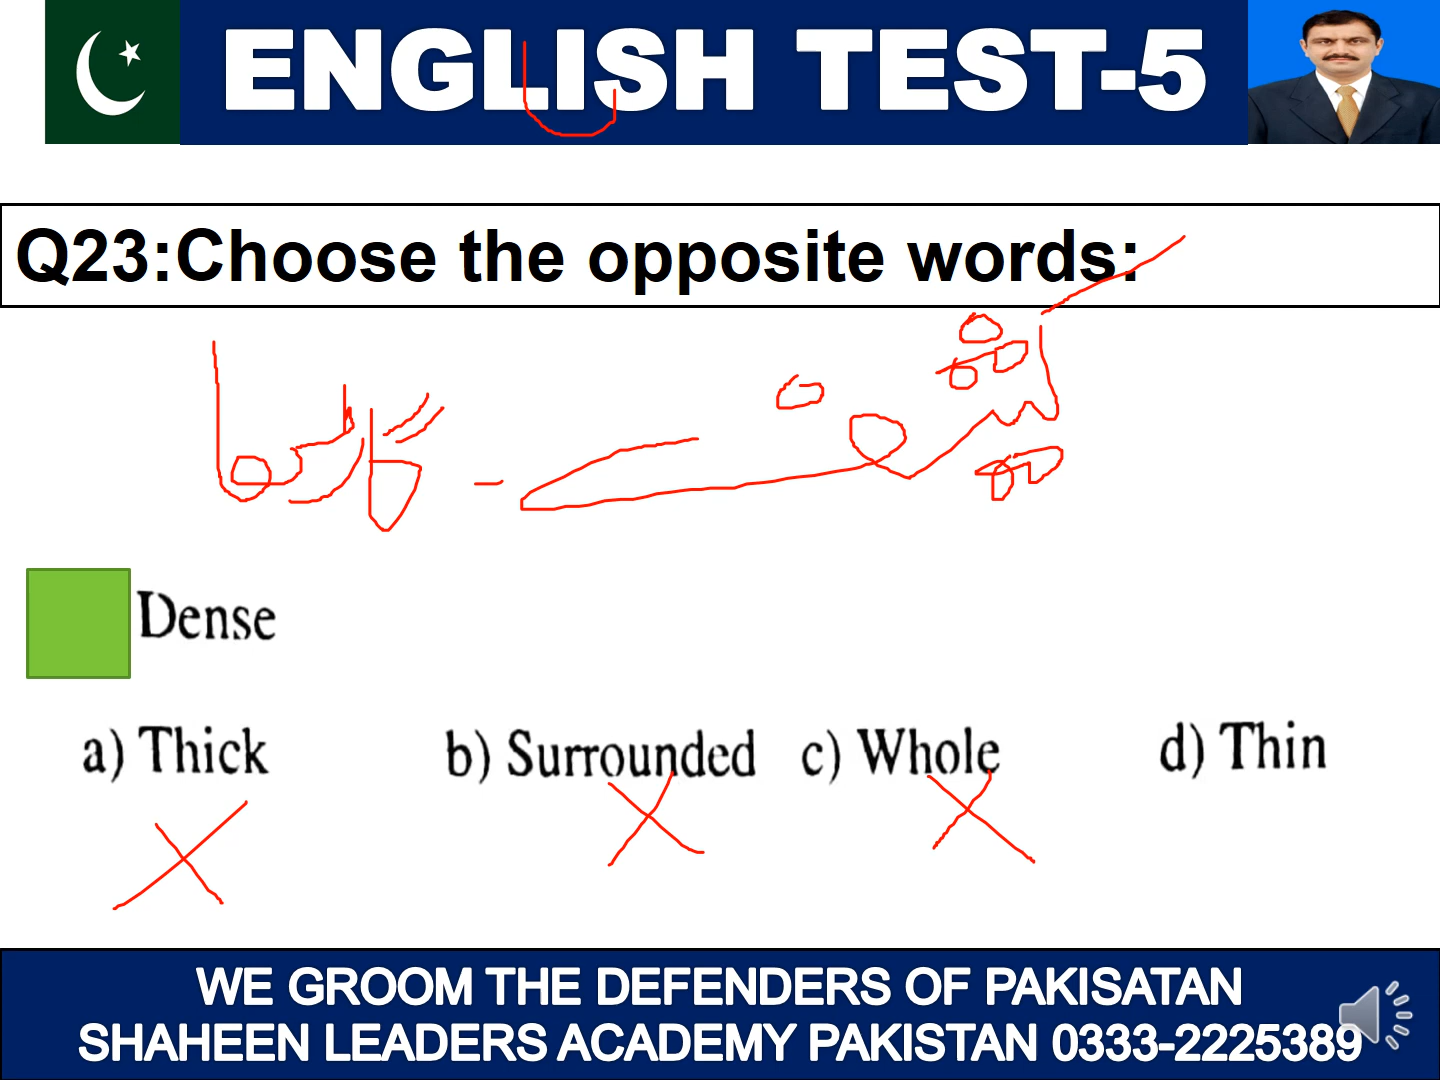 ENGLISH TEST-5
Q23:Choose the opposite words:
Dense
a) Thick b) Surrounded c) Whole d) Thin
WE GROOM THE DEFENDERS OF PAKISATAN
SHAHEEN LEADERS ACADEMY PAKISTAN 0333-2225389